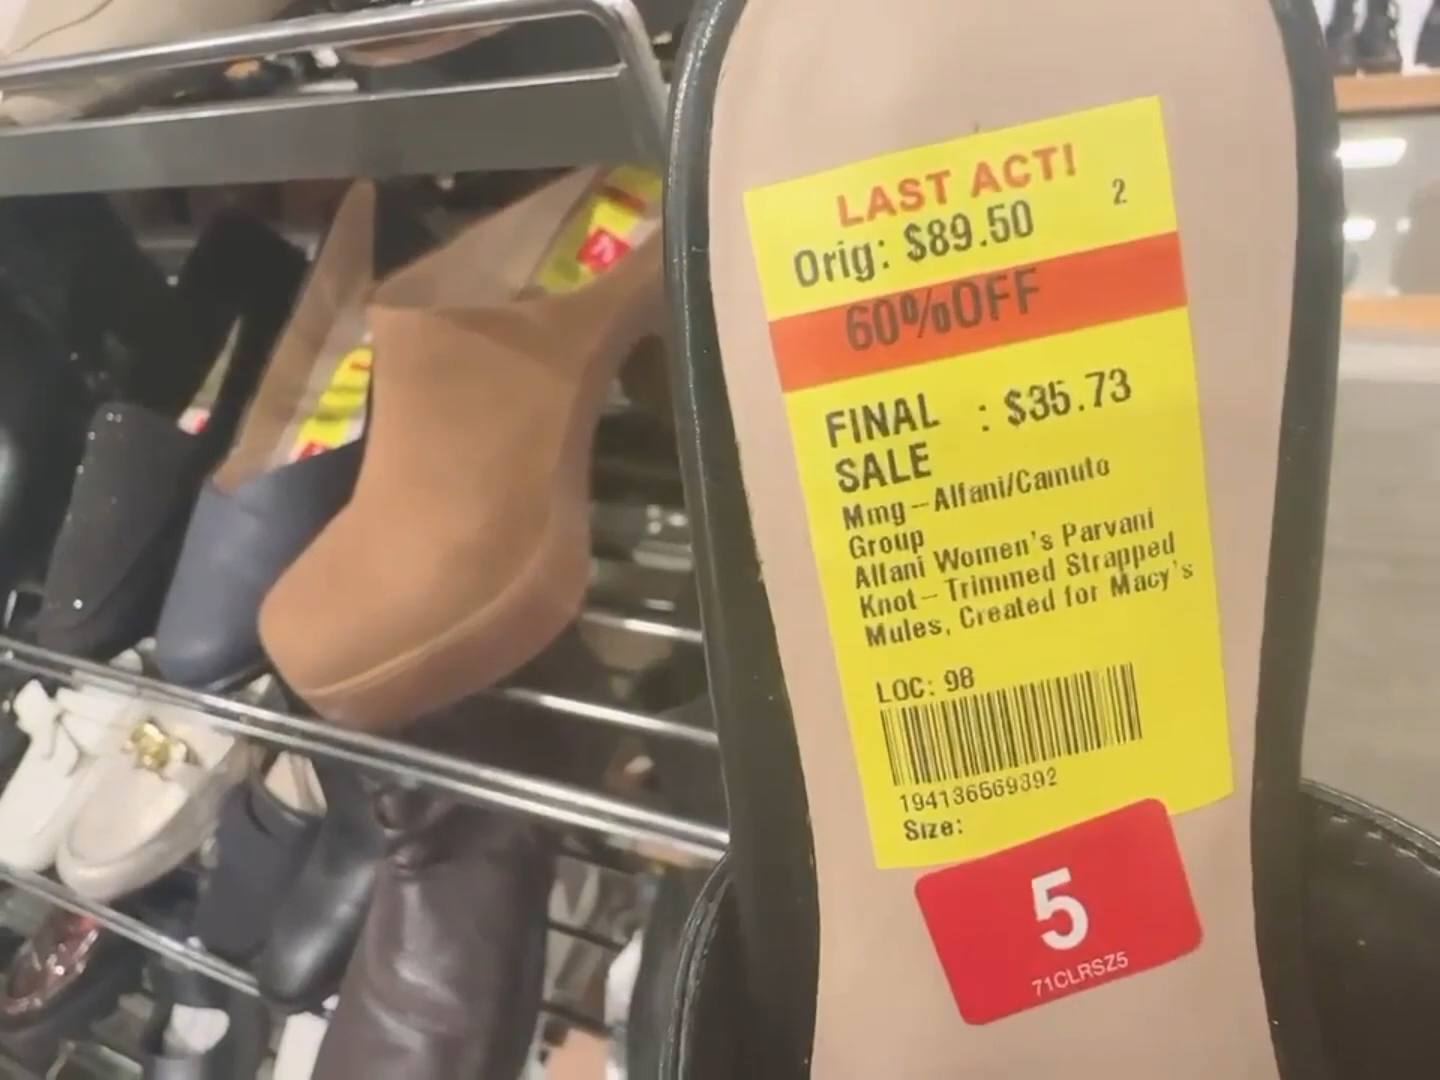 LAST ACT!
2
Orig: $89.50
60%OFF
FINAL : $35.73
SALE
Mmg-Alfani/Camuto
Group
Alfani Women's Parvani
Knot-Trimmed Strapped
Mules, Created for Macy's
LOC: 98
194136569392
Size:
5
71CLRSZ5